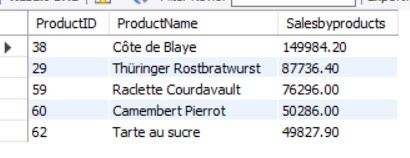 ProductID ProductName Salesbyproducts
38 Côte de Blaye 149984.20
29 Thüringer Rostbratwurst 87736.40
59 Raclette Courdavault 76296.00
60 Camembert Pierrot 50286.00
62 Tarte au sucre 49827.90